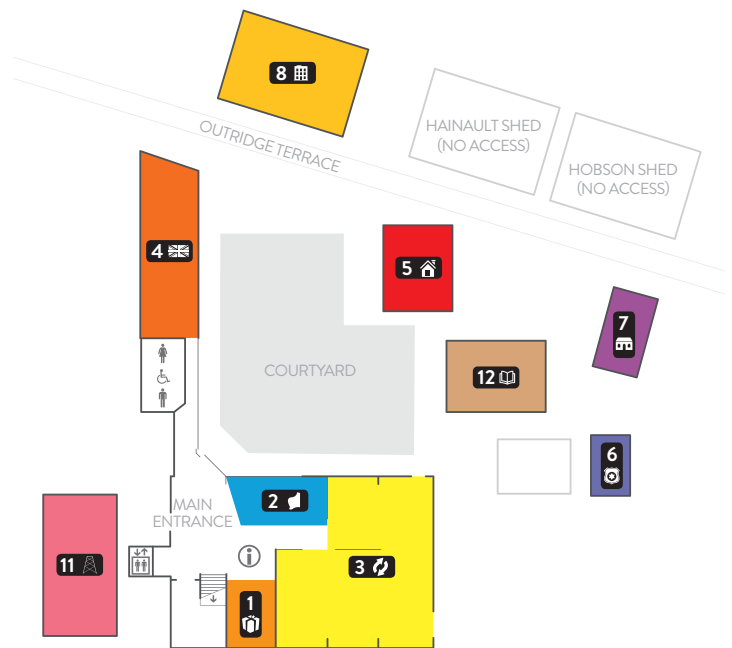 8
OUTRIDGE TERRACE
HAINAULT SHED
(NO ACCESS)
HOBSON SHED
(NO ACCESS)
4
5
7
COURTYARD
12
6
2
MAIN
ENTRANCE
11
i
3
1